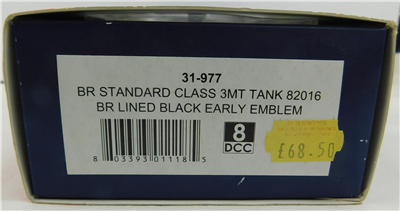 31-977
BR STANDARD CLASS 3MT TANK 82016
BR LINED BLACK EARLY EMBLEM
8 03393 01118 5
8
DCC
£68.50